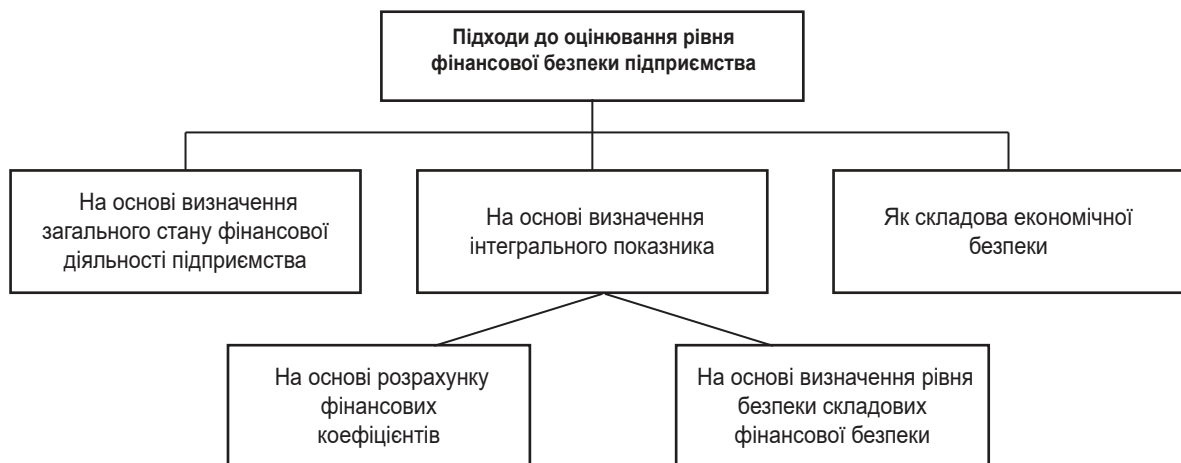 Підходи до оцінювання рівня
фінансової безпеки підприємства
На основі визначення
загального стану фінансової
діяльності підприємства
На основі визначення
інтегрального показника
Як складова економічної
безпеки
На основі розрахунку
фінансових
коефіцієнтів
На основі визначення рівня
безпеки складових
фінансової безпеки